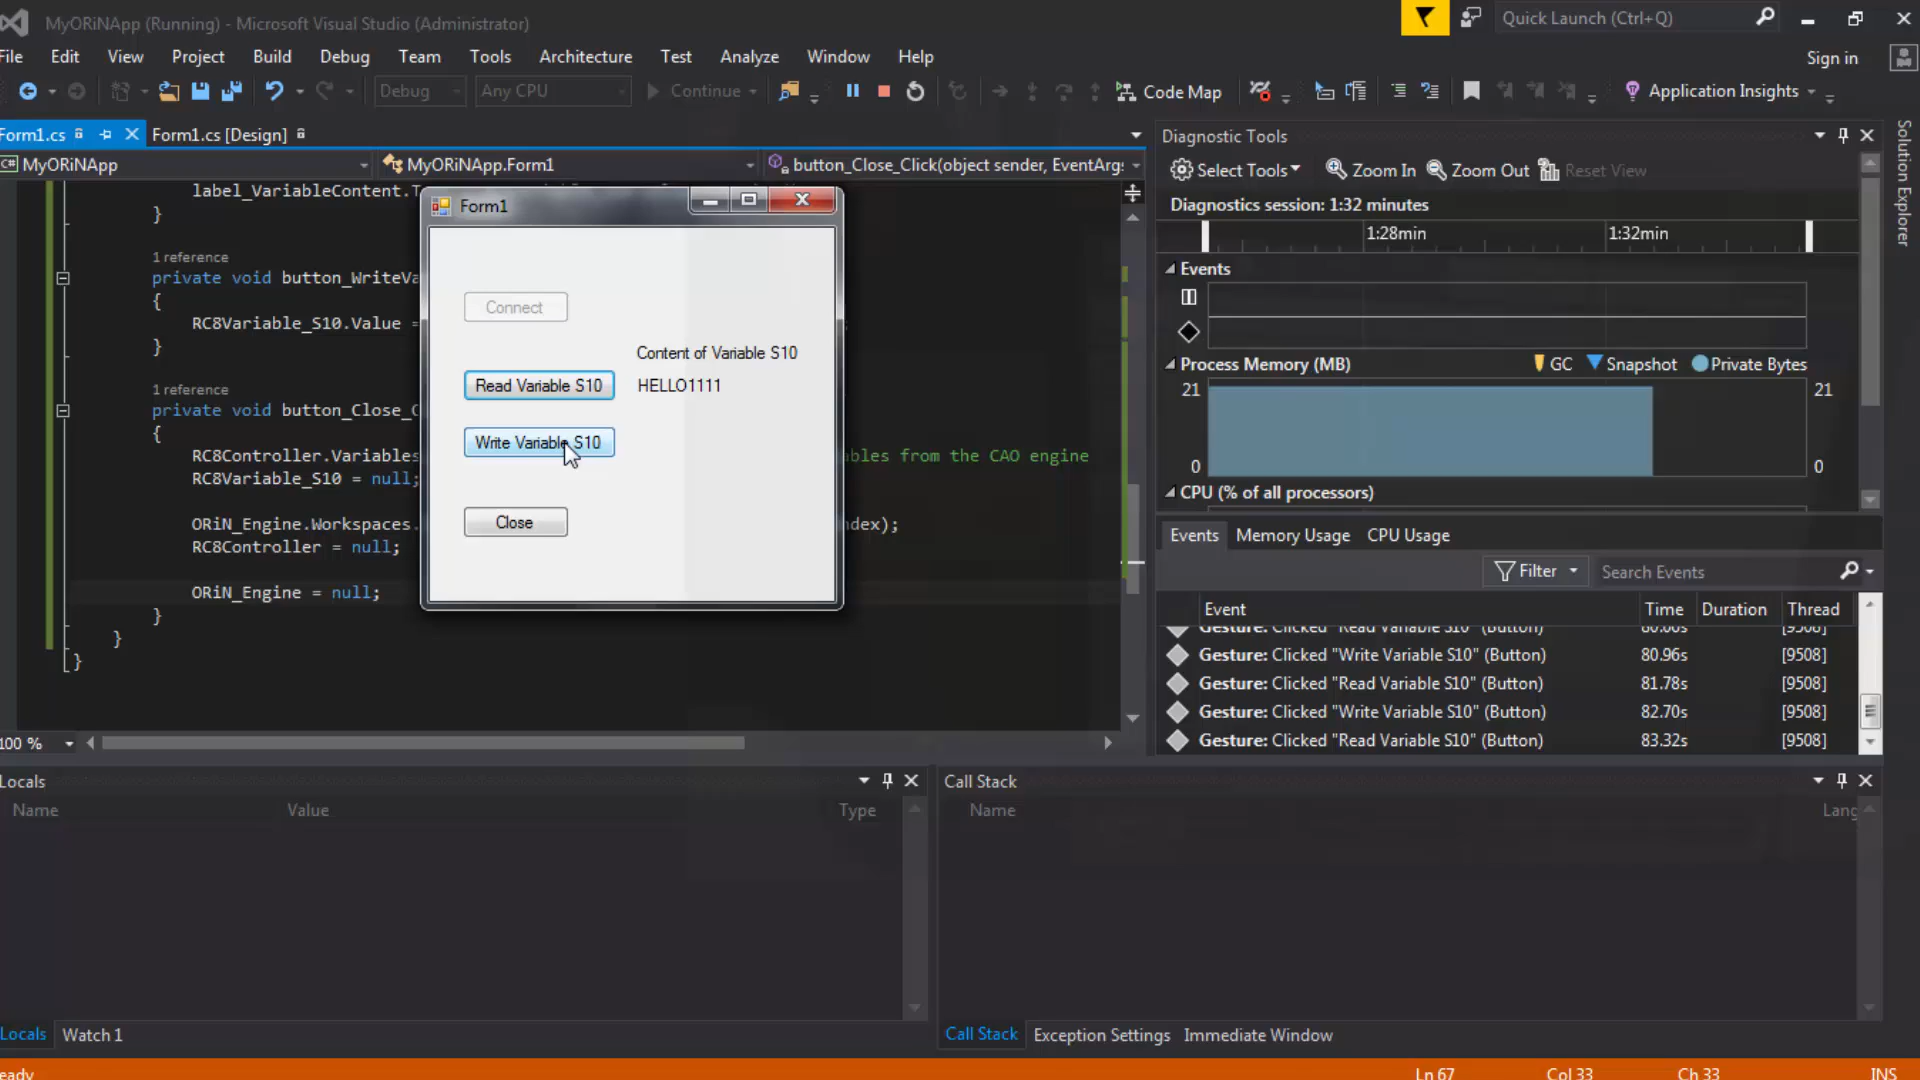 MyORiNApp (Running) - Microsoft Visual Studio (Administrator)
Quick Launch (Ctrl+Q)
File Edit View Project Build Debug Team Tools Architecture Test Analyze Window Help
Sign in
Debug Any CPU Continue Code Map Application Insights
Form1.cs Form1.cs [Design]
C# MyORiNApp MyORiNApp.Form1 button_Close_Click(object sender, EventArgs
label_VariableContent.T
}
1 reference
private void button_WriteVa
{
RC8Variable_S10.Value =
}
1 reference
private void button_Close_C
{
RC8Controller.Variables ables from the CAO engine
RC8Variable_S10 = null;
ORiN_Engine.Workspaces. ndex);
RC8Controller = null;
ORiN_Engine = null;
}
}
}
100 %
Form1
Connect
Content of Variable S10
Read Variable S10 HELLO1111
Write Variable S10
Close
Diagnostic Tools
Select Tools Zoom In Zoom Out Reset View
Diagnostics session: 1:32 minutes
1:28min 1:32min
Events
Process Memory (MB) GC Snapshot Private Bytes
21 21
0 0
CPU (% of all processors)
Events Memory Usage CPU Usage
Filter Search Events
Event Time Duration Thread
Gesture: Clicked "Read Variable S10" (Button) [9508]
Gesture: Clicked "Write Variable S10" (Button) 80.96s [9508]
Gesture: Clicked "Read Variable S10" (Button) 81.78s [9508]
Gesture: Clicked "Write Variable S10" (Button) 82.70s [9508]
Gesture: Clicked "Read Variable S10" (Button) 83.32s [9508]
Solution Explorer
Locals
Name Value Type
Call Stack
Name Lang
Locals Watch 1
Call Stack Exception Settings Immediate Window
eady Ln 67 Col 33 Ch 33 INS